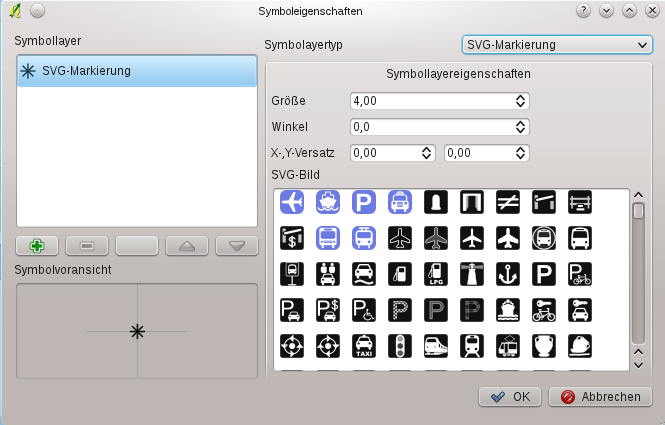 Symboleigenschaften
Symbollayer
SVG-Markierung
Symbolvoransicht
Symbolayertyp
SVG-Markierung
Symbollayereigenschaften
Größe
4,00
Winkel
0,0
X-,Y-Versatz
0,00
0,00
SVG-Bild
P
$
LPG
P
P
P$
P
P
P
P
TAXI
OK
Abbrechen